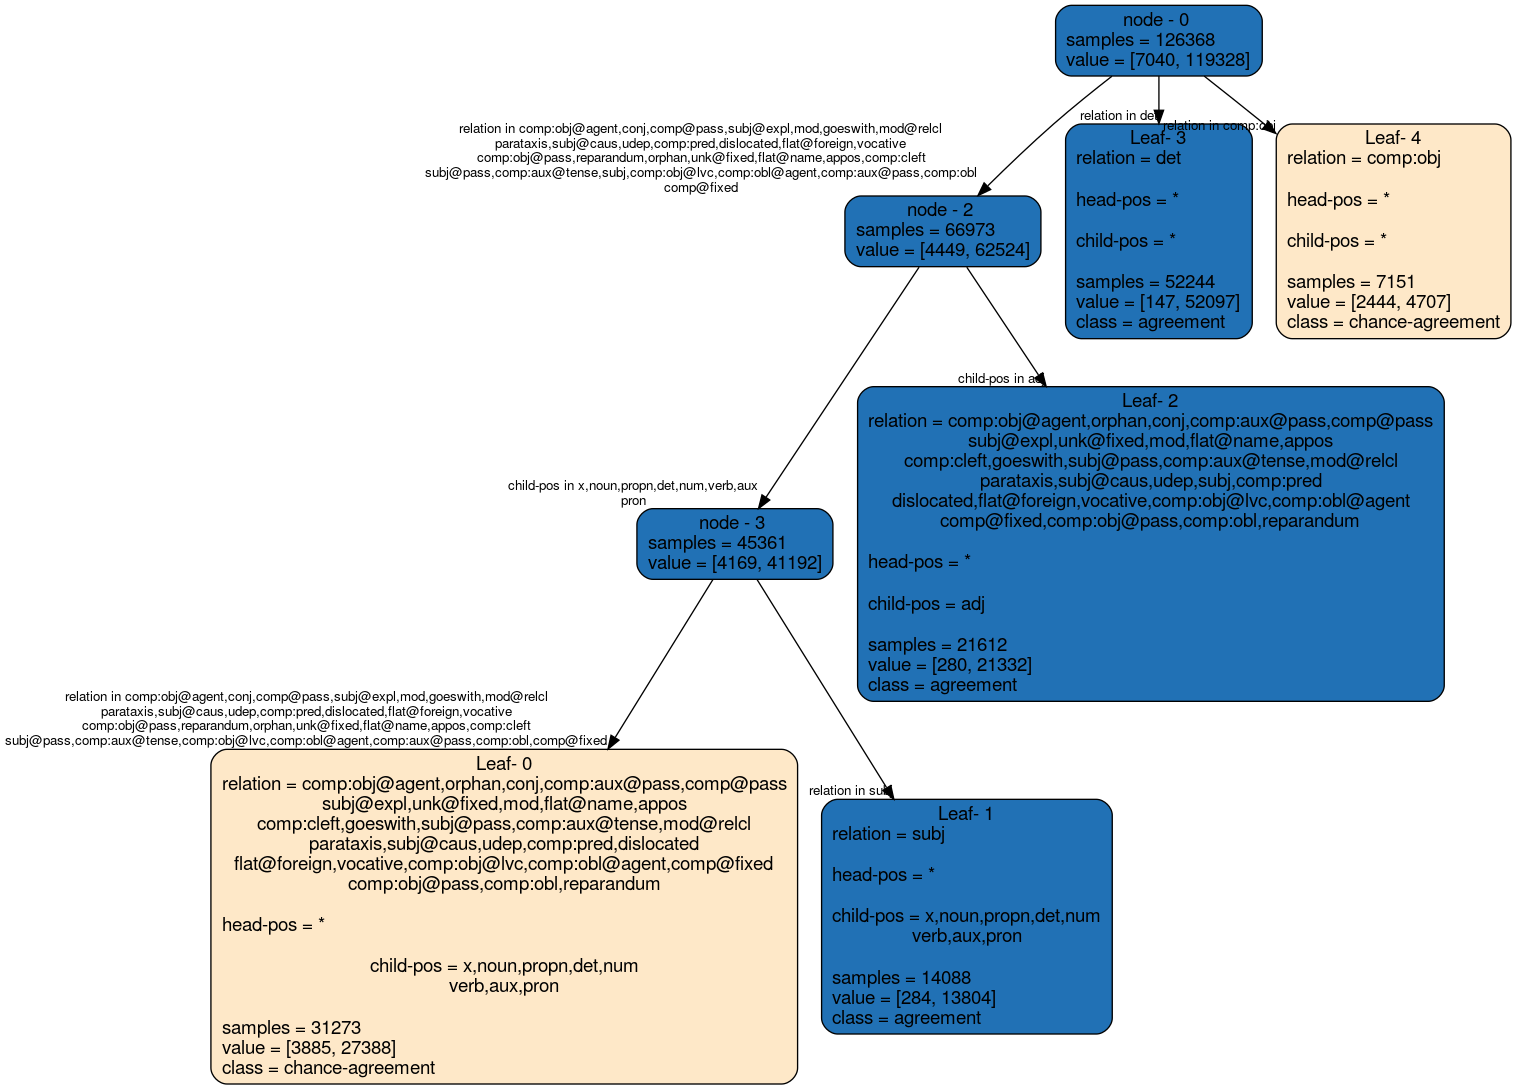 node - 0
samples = 126368
value = [7040, 119328]
relation in comp:obj@agent,conj,comp@pass,subj@expl,mod,goeswith,mod@relcl
parataxis,subj@caus,udep,comp:pred,dislocated,flat@foreign,vocative
comp:obj@pass,reparandum,orphan,unk@fixed,flat@name,appos,comp:cleft
subj@pass,comp:aux@tense,subj,comp:obj@lvc,comp:obl@agent,comp:aux@pass,comp:obl
comp@fixed
relation in det
relation in comp:obj
node - 2
samples = 66973
value = [4449, 62524]
Leaf- 3
relation = det
head-pos = *
child-pos = *
samples = 52244
value = [147, 52097]
class = agreement
Leaf- 4
relation = comp:obj
head-pos = *
child-pos = *
samples = 7151
value = [2444, 4707]
class = chance-agreement
child-pos in x,noun,propn,det,num,verb,aux
pron
child-pos in adj
node - 3
samples = 45361
value = [4169, 41192]
Leaf- 2
relation = comp:obj@agent,orphan,conj,comp:aux@pass,comp@pass
subj@expl,unk@fixed,mod,flat@name,appos
comp:cleft,goeswith,subj@pass,comp:aux@tense,mod@relcl
parataxis,subj@caus,udep,subj,comp:pred
dislocated,flat@foreign,vocative,comp:obj@lvc,comp:obl@agent
comp@fixed,comp:obj@pass,comp:obl,reparandum
head-pos = *
child-pos = adj
samples = 21612
value = [280, 21332]
class = agreement
relation in comp:obj@agent,conj,comp@pass,subj@expl,mod,goeswith,mod@relcl
parataxis,subj@caus,udep,comp:pred,dislocated,flat@foreign,vocative
comp:obj@pass,reparandum,orphan,unk@fixed,flat@name,appos,comp:cleft
subj@pass,comp:aux@tense,comp:obj@lvc,comp:obl@agent,comp:aux@pass,comp:obl,comp@fixed
relation in subj
Leaf- 0
relation = comp:obj@agent,orphan,conj,comp:aux@pass,comp@pass
subj@expl,unk@fixed,mod,flat@name,appos
comp:cleft,goeswith,subj@pass,comp:aux@tense,mod@relcl
parataxis,subj@caus,udep,comp:pred,dislocated
flat@foreign,vocative,comp:obj@lvc,comp:obl@agent,comp@fixed
comp:obj@pass,comp:obl,reparandum
head-pos = *
child-pos = x,noun,propn,det,num
verb,aux,pron
samples = 31273
value = [3885, 27388]
class = chance-agreement
Leaf- 1
relation = subj
head-pos = *
child-pos = x,noun,propn,det,num
verb,aux,pron
samples = 14088
value = [284, 13804]
class = agreement